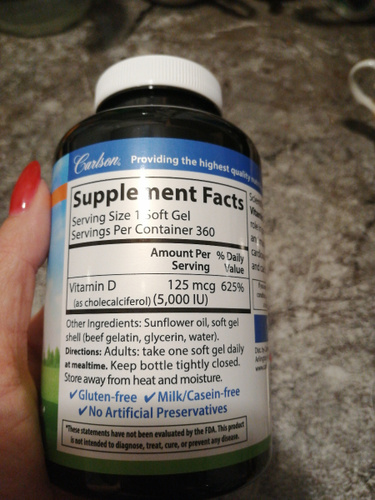 Carlson. Providing the highest quality
Supplement Facts
Serving Size 1 Soft Gel
Servings Per Container 360
Amount Per % Daily
Serving Value
Vitamin D 125 mcg 625%
(as cholecalciferol) (5,000 IU)
Other Ingredients: Sunflower oil, soft gel
shell (beef gelatin, glycerin, water).
Directions: Adults: take one soft gel daily
at mealtime. Keep bottle tightly closed.
Store away from heat and moisture.
✔Gluten-free ✔Milk/Casein-free
✔No Artificial Preservatives
*These statements have not been evaluated by the FDA. This product
is not intended to diagnose, treat, cure, or prevent any disease.